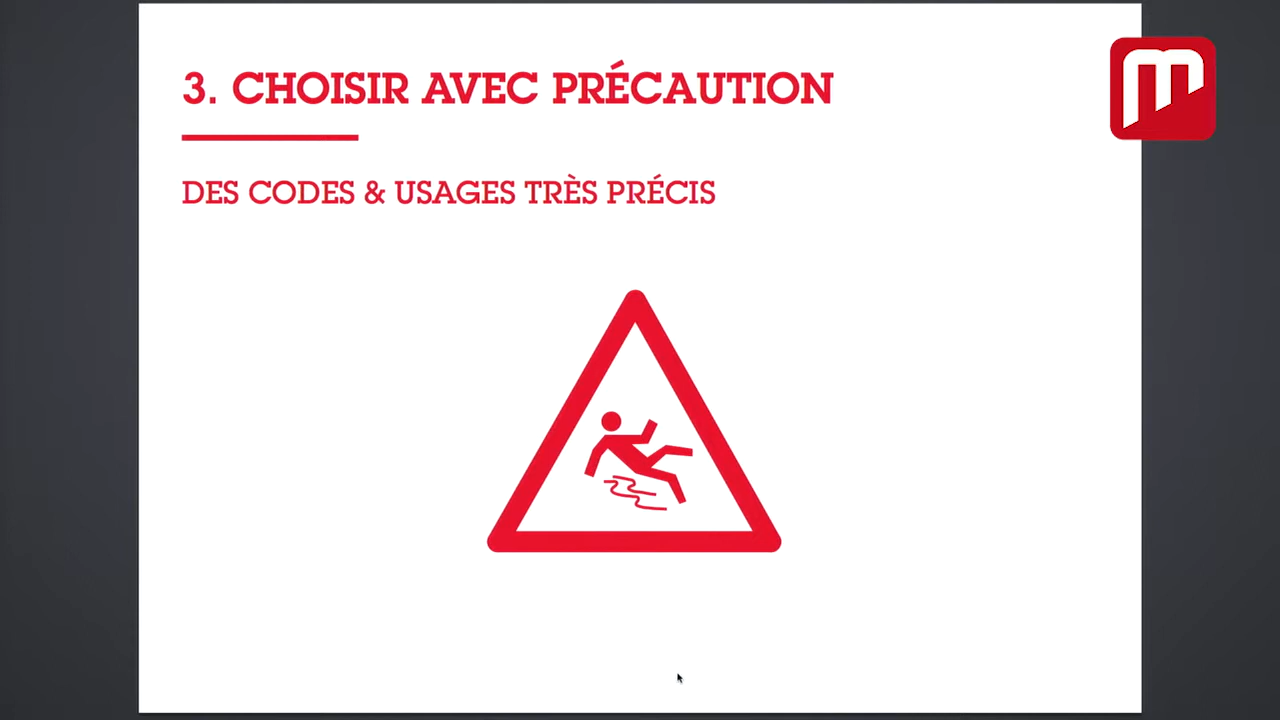 3. CHOISIR AVEC PRÉCAUTION
DES CODES & USAGES TRÈS PRÉCIS